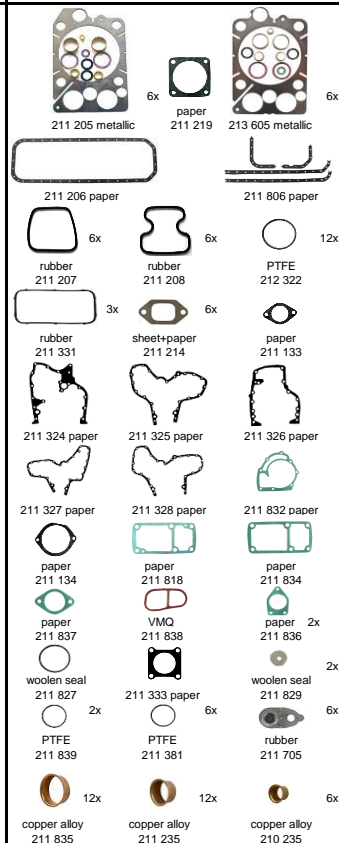 6x
6x
paper
211 205 metallic
211 219
213 605 metallic
211 206 paper
211 806 paper
6x
6x
12x
rubber
rubber
PTFE
211 207
211 208
212 322
3x
6x
rubber
sheet+paper
paper
211 331
211 214
211 133
211 324 paper
211 325 paper
211 326 paper
211 327 paper
211 328 paper
211 832 paper
paper
paper
paper
211 134
211 818
211 834
paper
VMQ
paper 2x
211 837
211 838
211 836
2x
woolen seal
woolen seal
211 827
211 333 paper
211 829
2x
6x
6x
PTFE
PTFE
rubber
211 839
211 381
211 705
12x
12x
6x
copper alloy
copper alloy
copper alloy
211 835
211 235
210 235